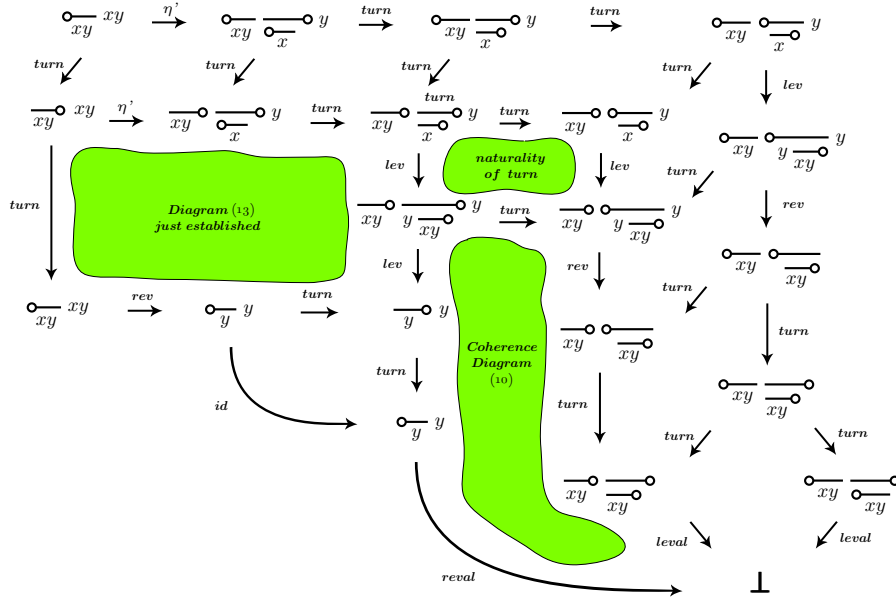 xy xy η' xy x y turn xy x y turn xy x y
turn turn turn turn lev
xy xy η' xy x y turn turn xy x y turn xy x y
xy y xy y
turn lev naturality of turn lev turn
Diagram (13)
just established
xy y xy y turn xy y xy y rev
lev rev xy xy
xy xy rev y y turn y y turn
Coherence
Diagram
(10)
xy xy turn
turn turn xy xy
id y y turn turn
xy xy xy xy
leval leval
reval ⊥